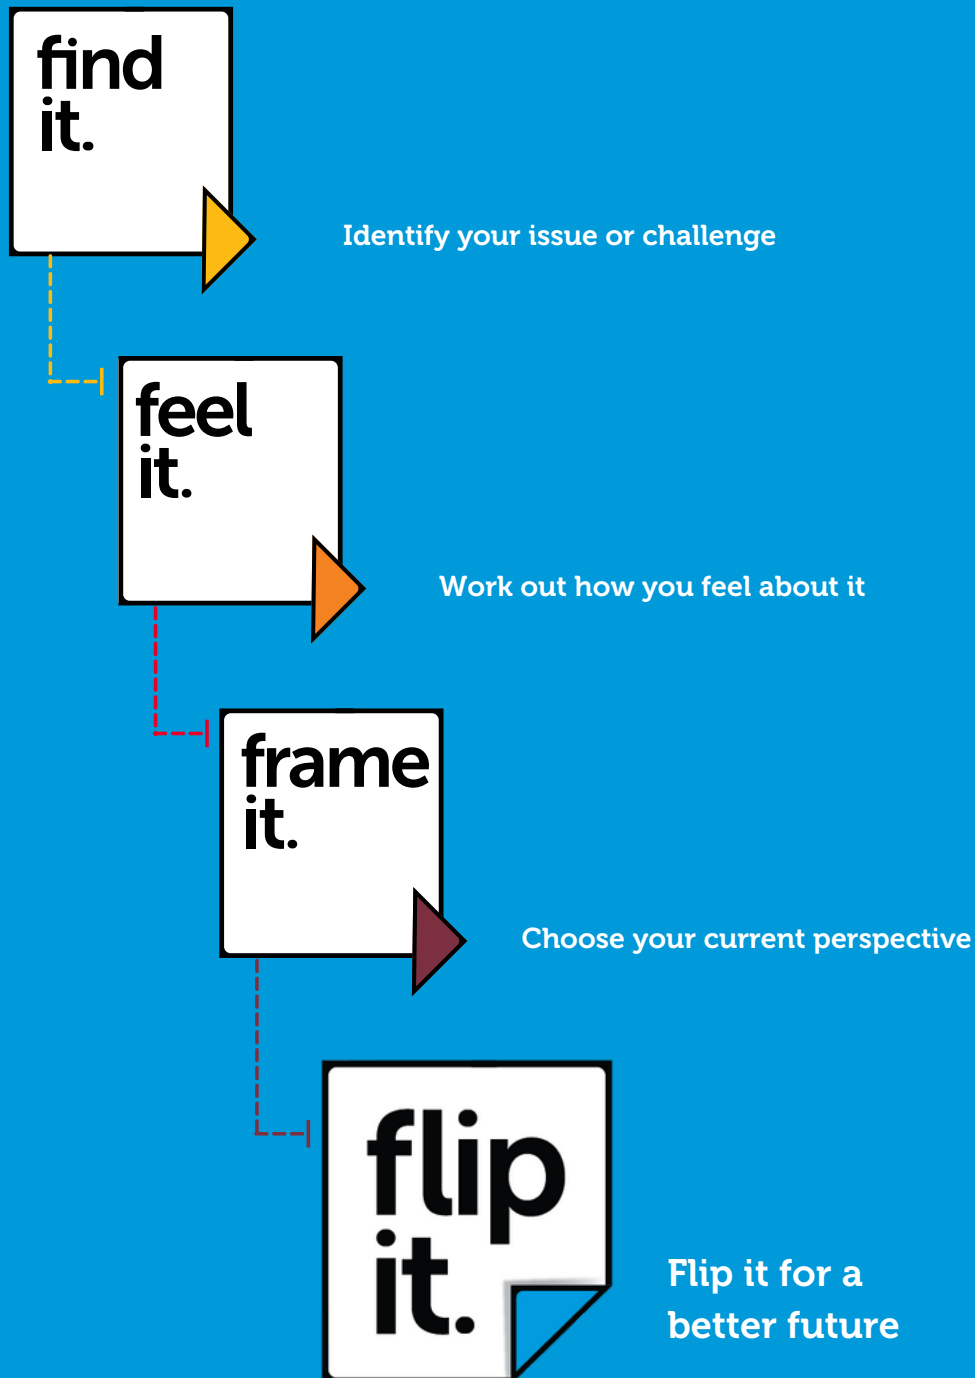 find
it.
Identify your issue or challenge
feel
it.
Work out how you feel about it
frame
it.
Choose your current perspective
flip
it.
Flip it for a
better future